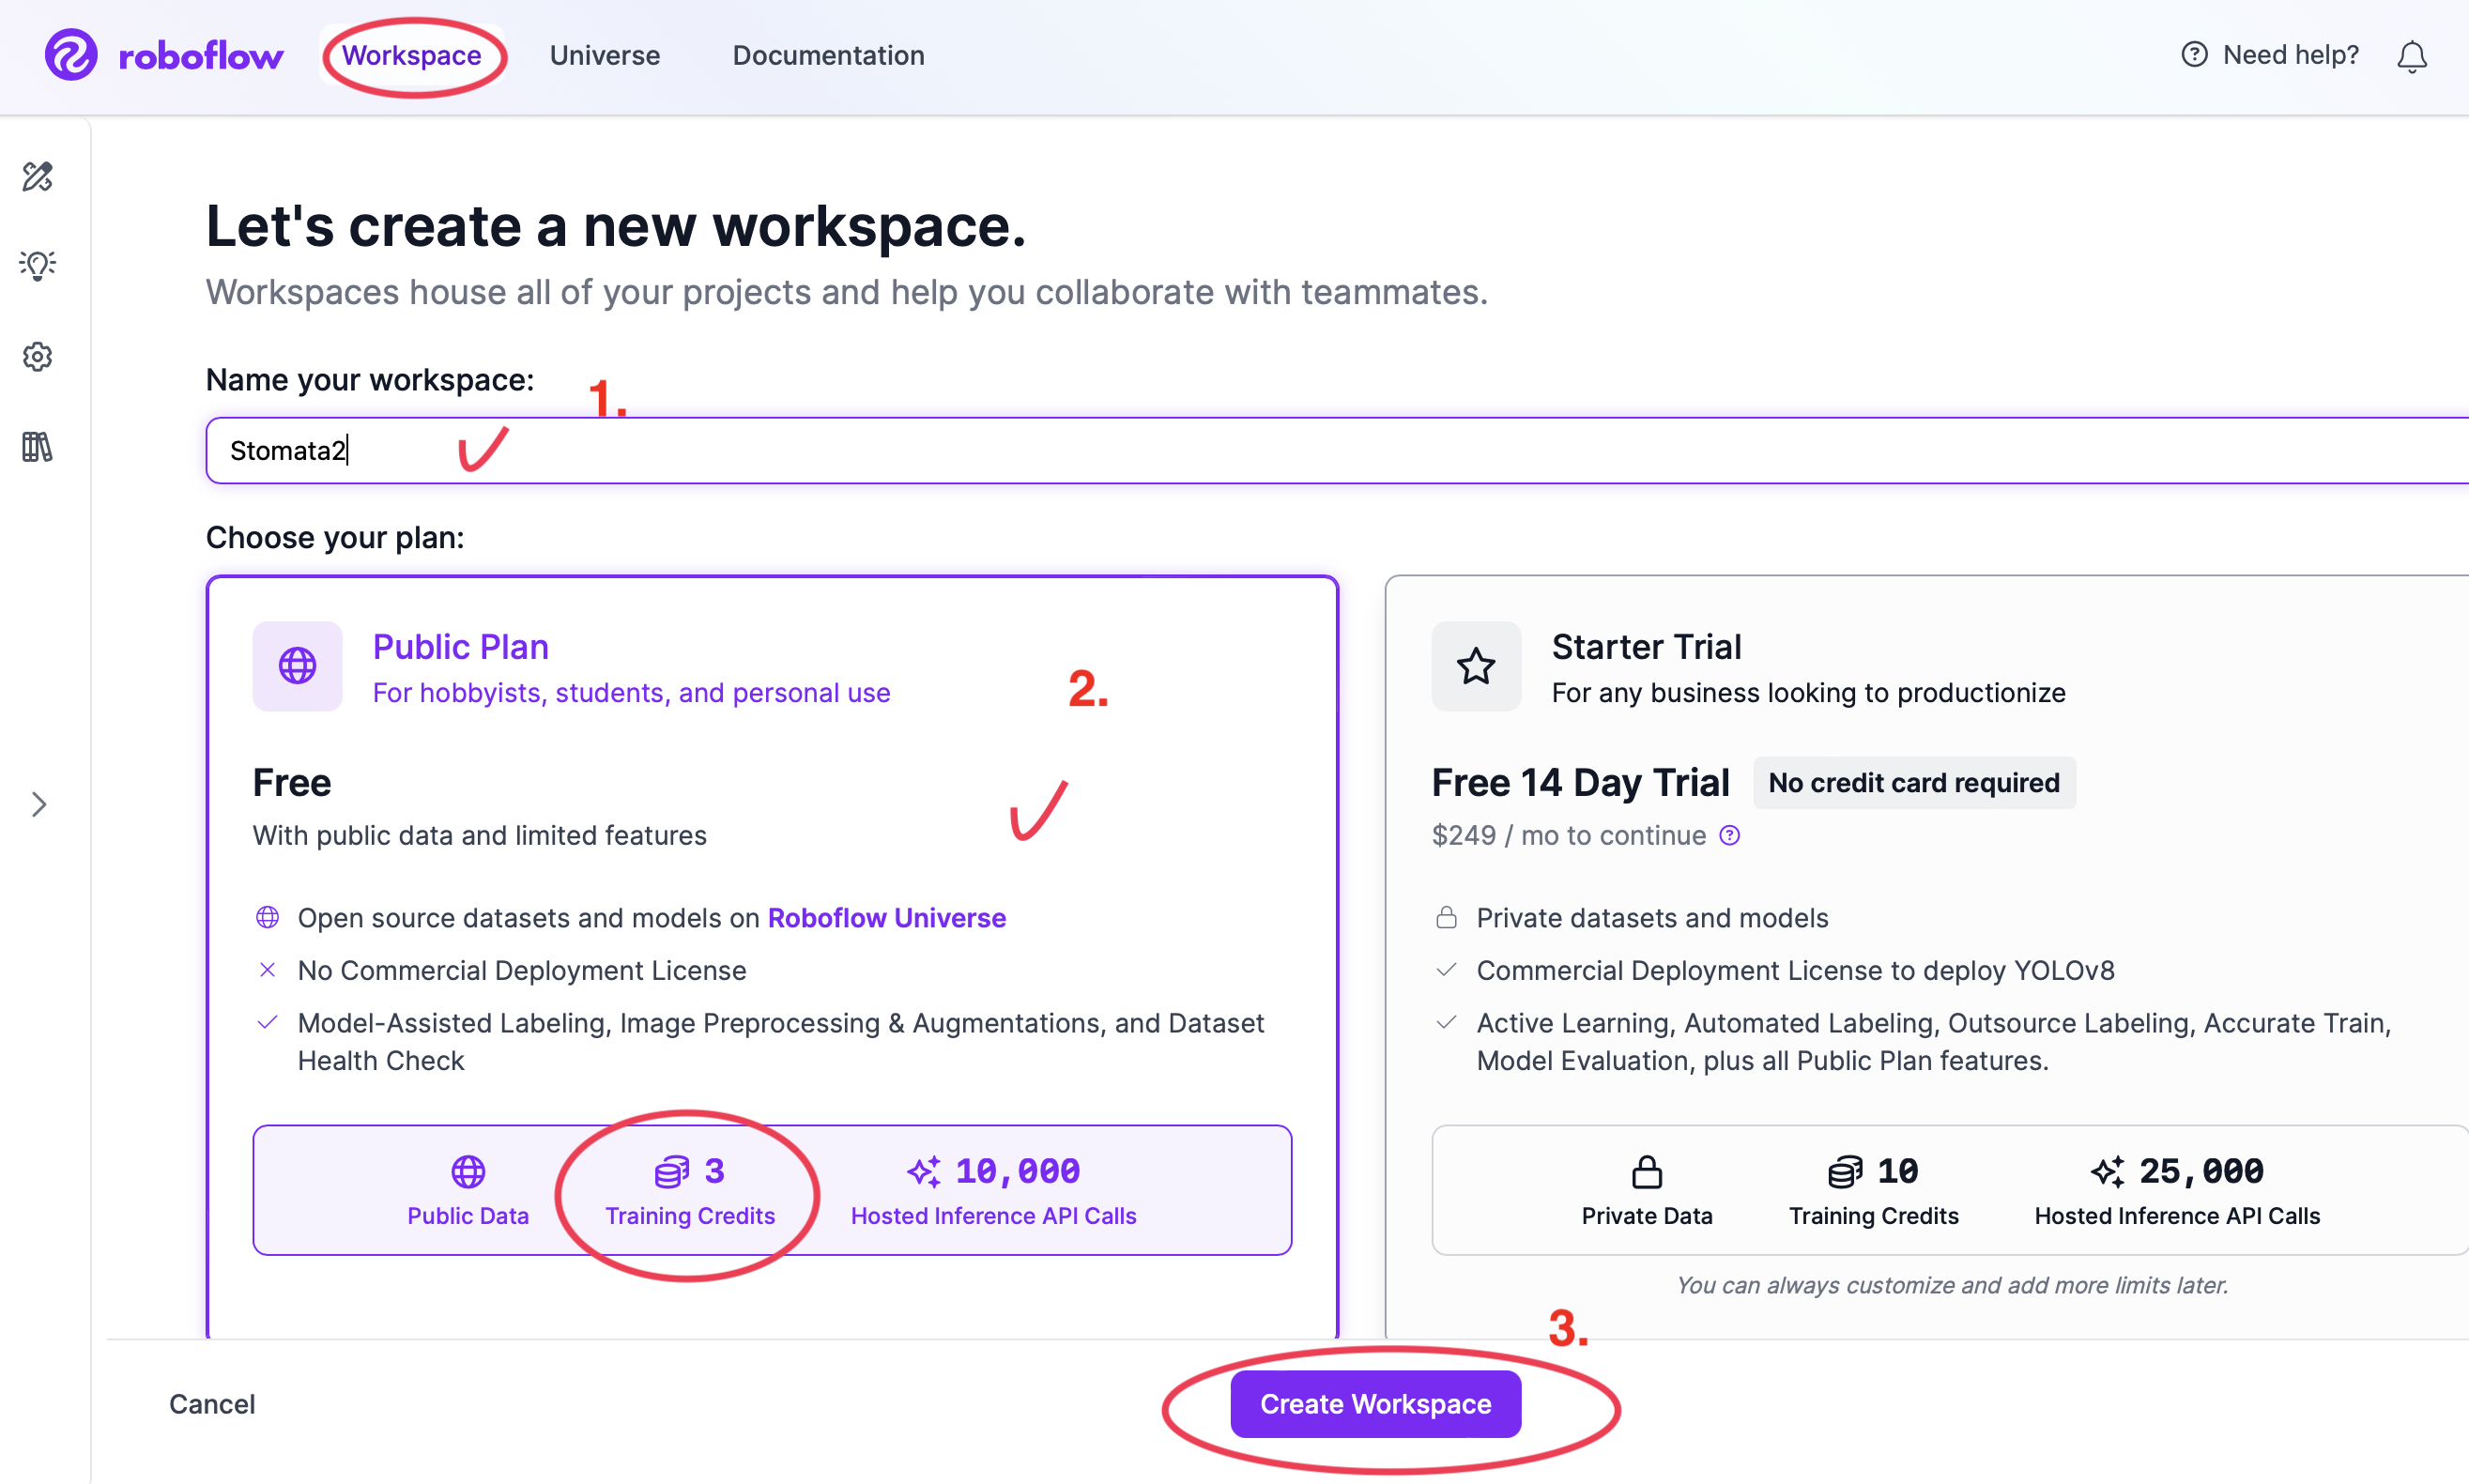 roboflow
Workspace
Universe
Documentation
Need help?
Let's create a new workspace.
Workspaces house all of your projects and help you collaborate with teammates.
Name your workspace:
1.
Stomata2
Choose your plan:
Public Plan
For hobbyists, students, and personal use
2.
Free
With public data and limited features
Open source datasets and models on Roboflow Universe
No Commercial Deployment License
Model-Assisted Labeling, Image Preprocessing & Augmentations, and Dataset
Health Check
Public Data
3
Training Credits
10,000
Hosted Inference API Calls
Starter Trial
For any business looking to productionize
Free 14 Day Trial
No credit card required
$249 / mo to continue
Private datasets and models
Commercial Deployment License to deploy YOLOv8
Active Learning, Automated Labeling, Outsource Labeling, Accurate Train,
Model Evaluation, plus all Public Plan features.
Private Data
10
Training Credits
25,000
Hosted Inference API Calls
You can always customize and add more limits later.
3.
Cancel
Create Workspace